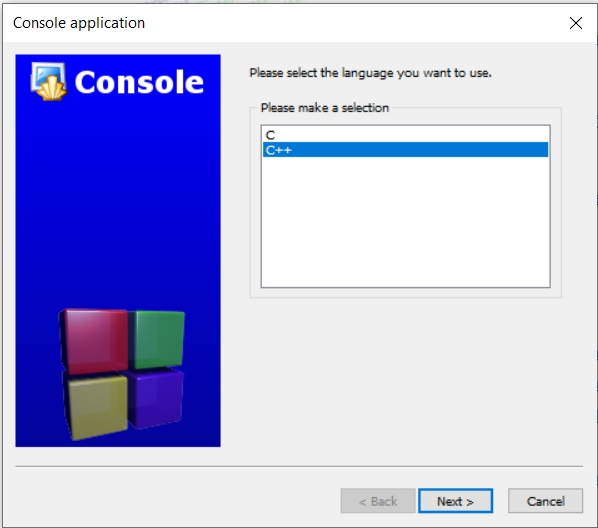 Console application
Console
Please select the language you want to use.
Please make a selection
C
C++
< Back
Next >
Cancel